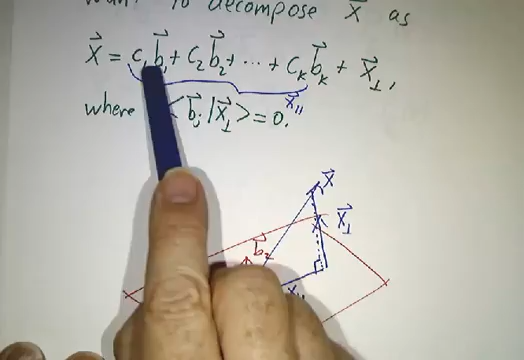 want to decompose x⃗ as
x⃗ = c₁b⃗₁ + c₂b⃗₂ + ⋯ + cₖb⃗ₖ + x⃗⊥,
x⃗∥
where ⟨b⃗ⱼ|x⃗⊥⟩ = 0.
x⃗
x⃗⊥
b⃗₂